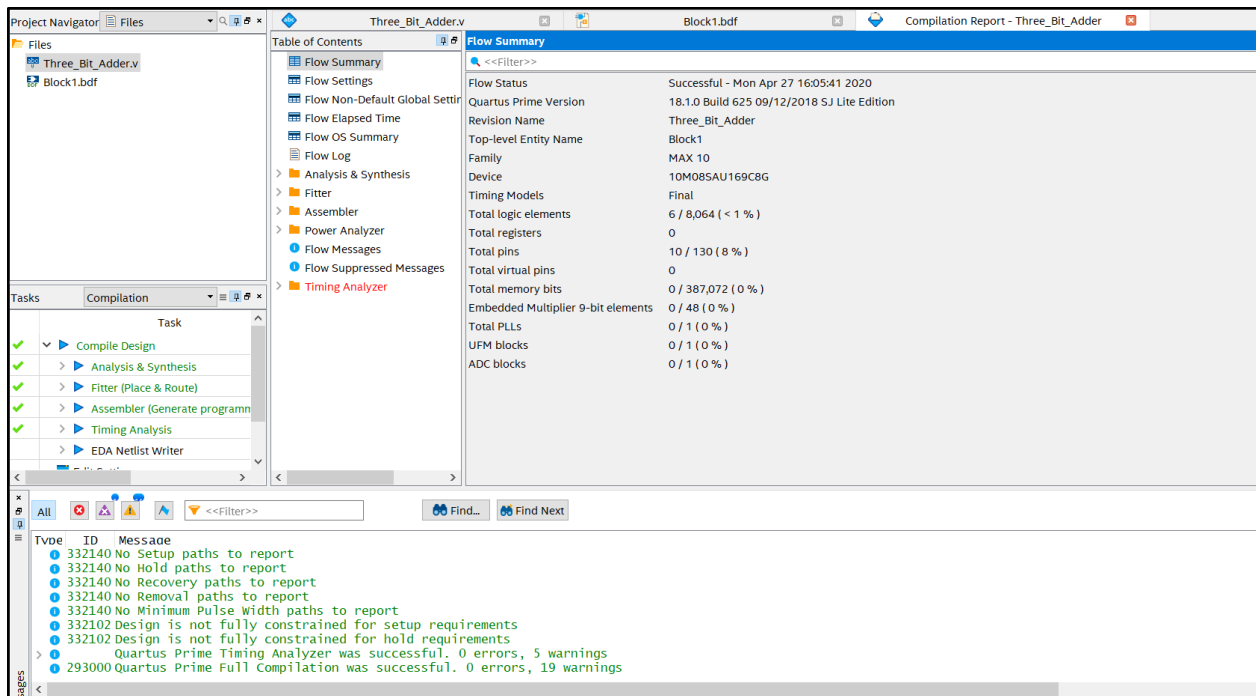 Project Navigator Files
Three_Bit_Adder.v
Block1.bdf
Compilation Report - Three_Bit_Adder
Files
Three_Bit_Adder.v
Block1.bdf
Table of Contents
Flow Summary
Flow Settings
Flow Non-Default Global Settir
Flow Elapsed Time
Flow OS Summary
Flow Log
Analysis & Synthesis
Fitter
Assembler
Power Analyzer
Flow Messages
Flow Suppressed Messages
Timing Analyzer
Flow Summary
<<Filter>>
Flow Status Successful - Mon Apr 27 16:05:41 2020
Quartus Prime Version 18.1.0 Build 625 09/12/2018 SJ Lite Edition
Revision Name Three_Bit_Adder
Top-level Entity Name Block1
Family MAX 10
Device 10M08SAU169C8G
Timing Models Final
Total logic elements 6 / 8,064 ( < 1 % )
Total registers 0
Total pins 10 / 130 ( 8 % )
Total virtual pins 0
Total memory bits 0 / 387,072 ( 0 % )
Embedded Multiplier 9-bit elements 0 / 48 ( 0 % )
Total PLLs 0 / 1 ( 0 % )
UFM blocks 0 / 1 ( 0 % )
ADC blocks 0 / 1 ( 0 % )
Tasks Compilation
Task
Compile Design
Analysis & Synthesis
Fitter (Place & Route)
Assembler (Generate programn
Timing Analysis
EDA Netlist Writer
All <<Filter>> Find... Find Next
Type ID Message
332140 No Setup paths to report
332140 No Hold paths to report
332140 No Recovery paths to report
332140 No Removal paths to report
332140 No Minimum Pulse Width paths to report
332102 Design is not fully constrained for setup requirements
332102 Design is not fully constrained for hold requirements
Quartus Prime Timing Analyzer was successful. 0 errors, 5 warnings
293000 Quartus Prime Full Compilation was successful. 0 errors, 19 warnings
sages